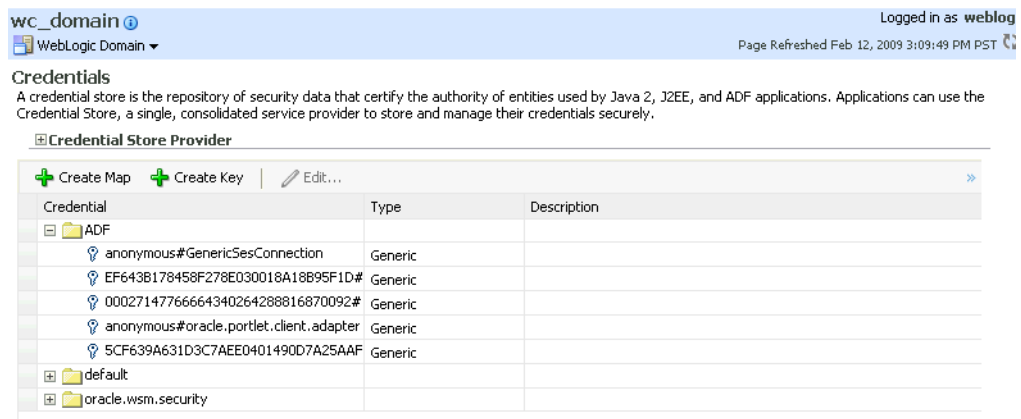 wc_domain
Logged in as weblog
WebLogic Domain
Page Refreshed Feb 12, 2009 3:09:49 PM PST
Credentials
A credential store is the repository of security data that certify the authority of entities used by Java 2, J2EE, and ADF applications. Applications can use the
Credential Store, a single, consolidated service provider to store and manage their credentials securely.
Credential Store Provider
Create Map Create Key Edit... »
Credential Type Description
ADF
anonymous#GenericSesConnection Generic
EF643B178458F278E030018A18B95F1D# Generic
00027147766664340264288816870092# Generic
anonymous#oracle.portlet.client.adapter Generic
5CF639A631D3C7AEE0401490D7A25AAF Generic
default
oracle.wsm.security